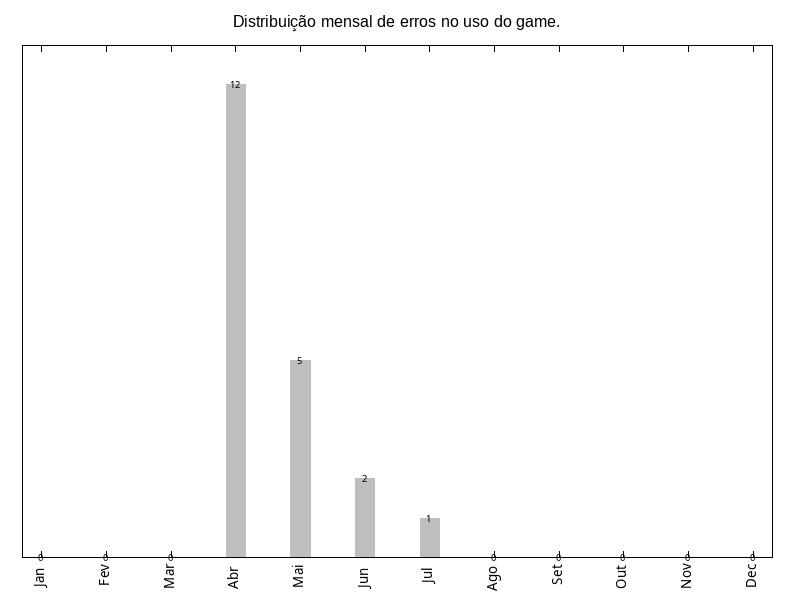 Distribuição mensal de erros no uso do game.
12
5
2
1
0 0 0 0 0 0 0 0
Jan Fev Mar Abr Mai Jun Jul Ago Set Out Nov Dec